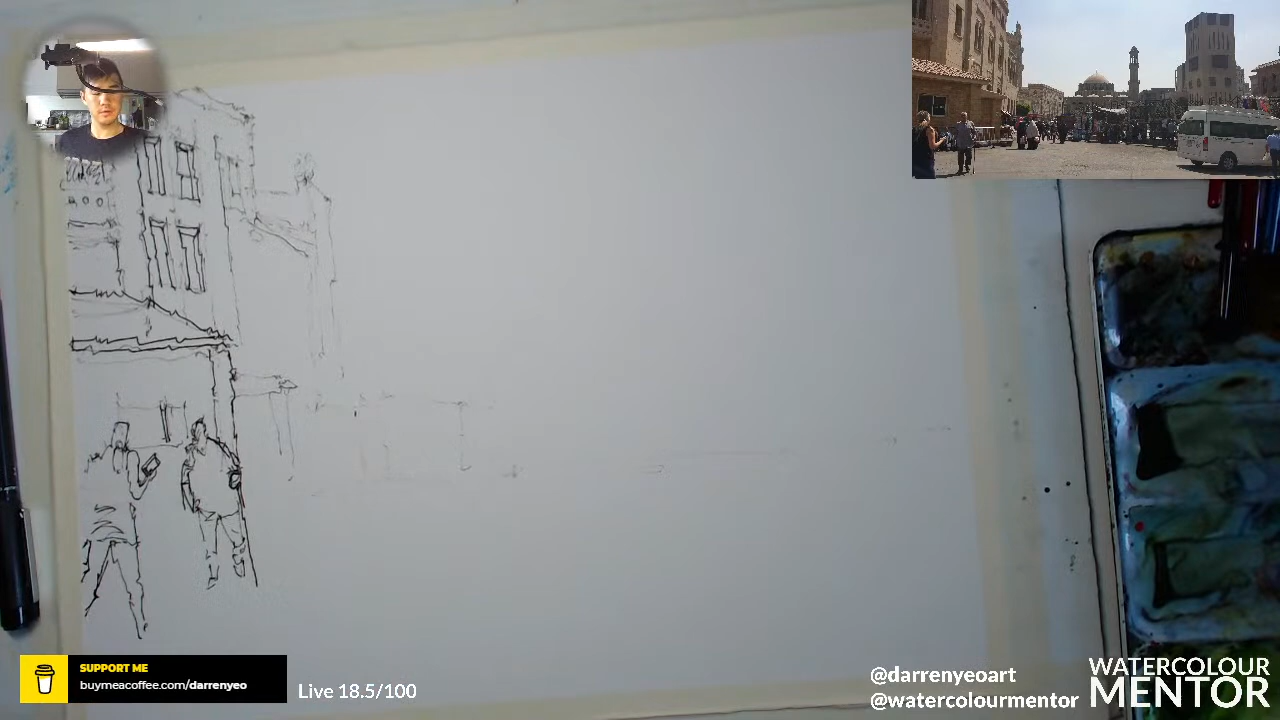 SUPPORT ME
buymeacoffee.com/darrenyeo
Live 18.5/100
@darrenyeoart
@watercolourmentor
WATERCOLOUR
MENTOR